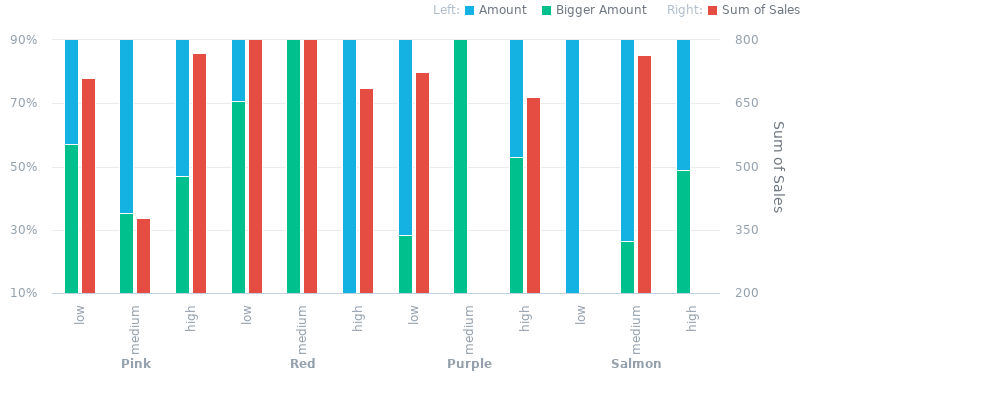 Left: Amount Bigger Amount Right: Sum of Sales
90% 800
70% 650
50% 500
30% 350
10% 200
Sum of Sales
low medium high low medium high low medium high low medium high
Pink Red Purple Salmon